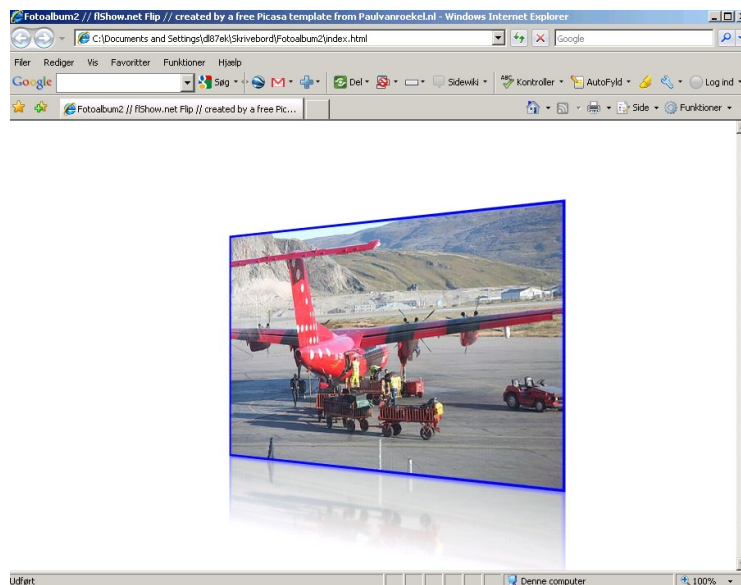 Fotoalbum2 // flShow.net Flip // created by a free Picasa template from Paulvanroekel.nl - Windows Internet Explorer
C:\Documents and Settings\dl87ek\Skrivebord\Fotoalbum2\index.html
Google
Filer Rediger Vis Favoritter Funktioner Hjælp
Google Søg Del Sidewiki ABC Kontroller AutoFyld Log ind
Fotoalbum2 // flShow.net Flip // created by a free Pic... Side Funktioner
Udført Denne computer 100%